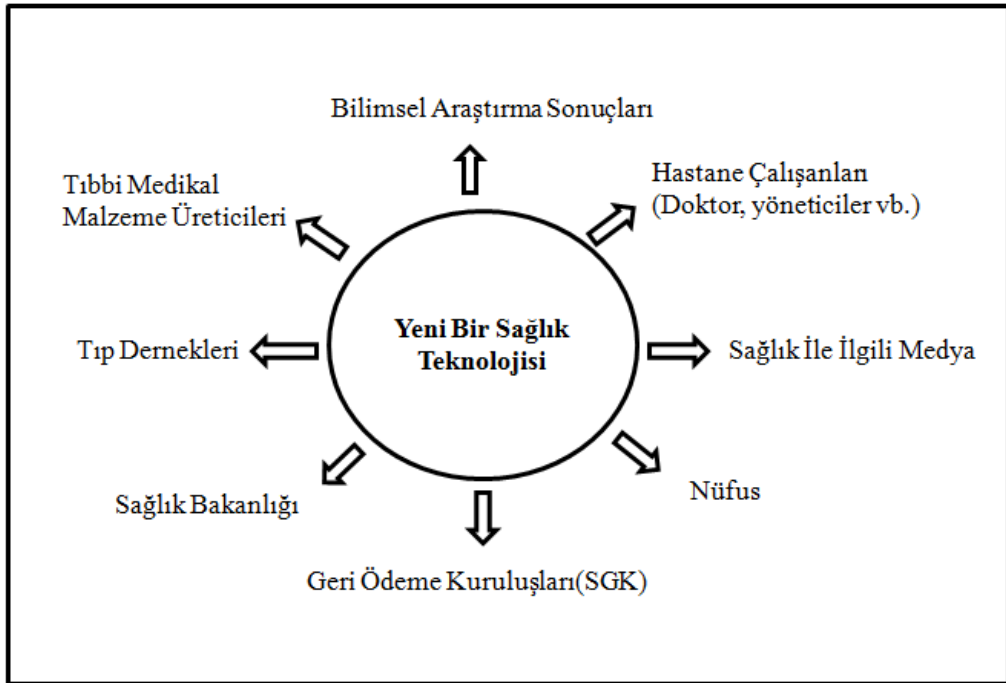 Bilimsel Araştırma Sonuçları
Tıbbi Medikal
Malzeme Üreticileri
Hastane Çalışanları
(Doktor, yöneticiler vb.)
Yeni Bir Sağlık
Teknolojisi
Tıp Dernekleri
Sağlık İle İlgili Medya
Sağlık Bakanlığı
Nüfus
Geri Ödeme Kuruluşları(SGK)